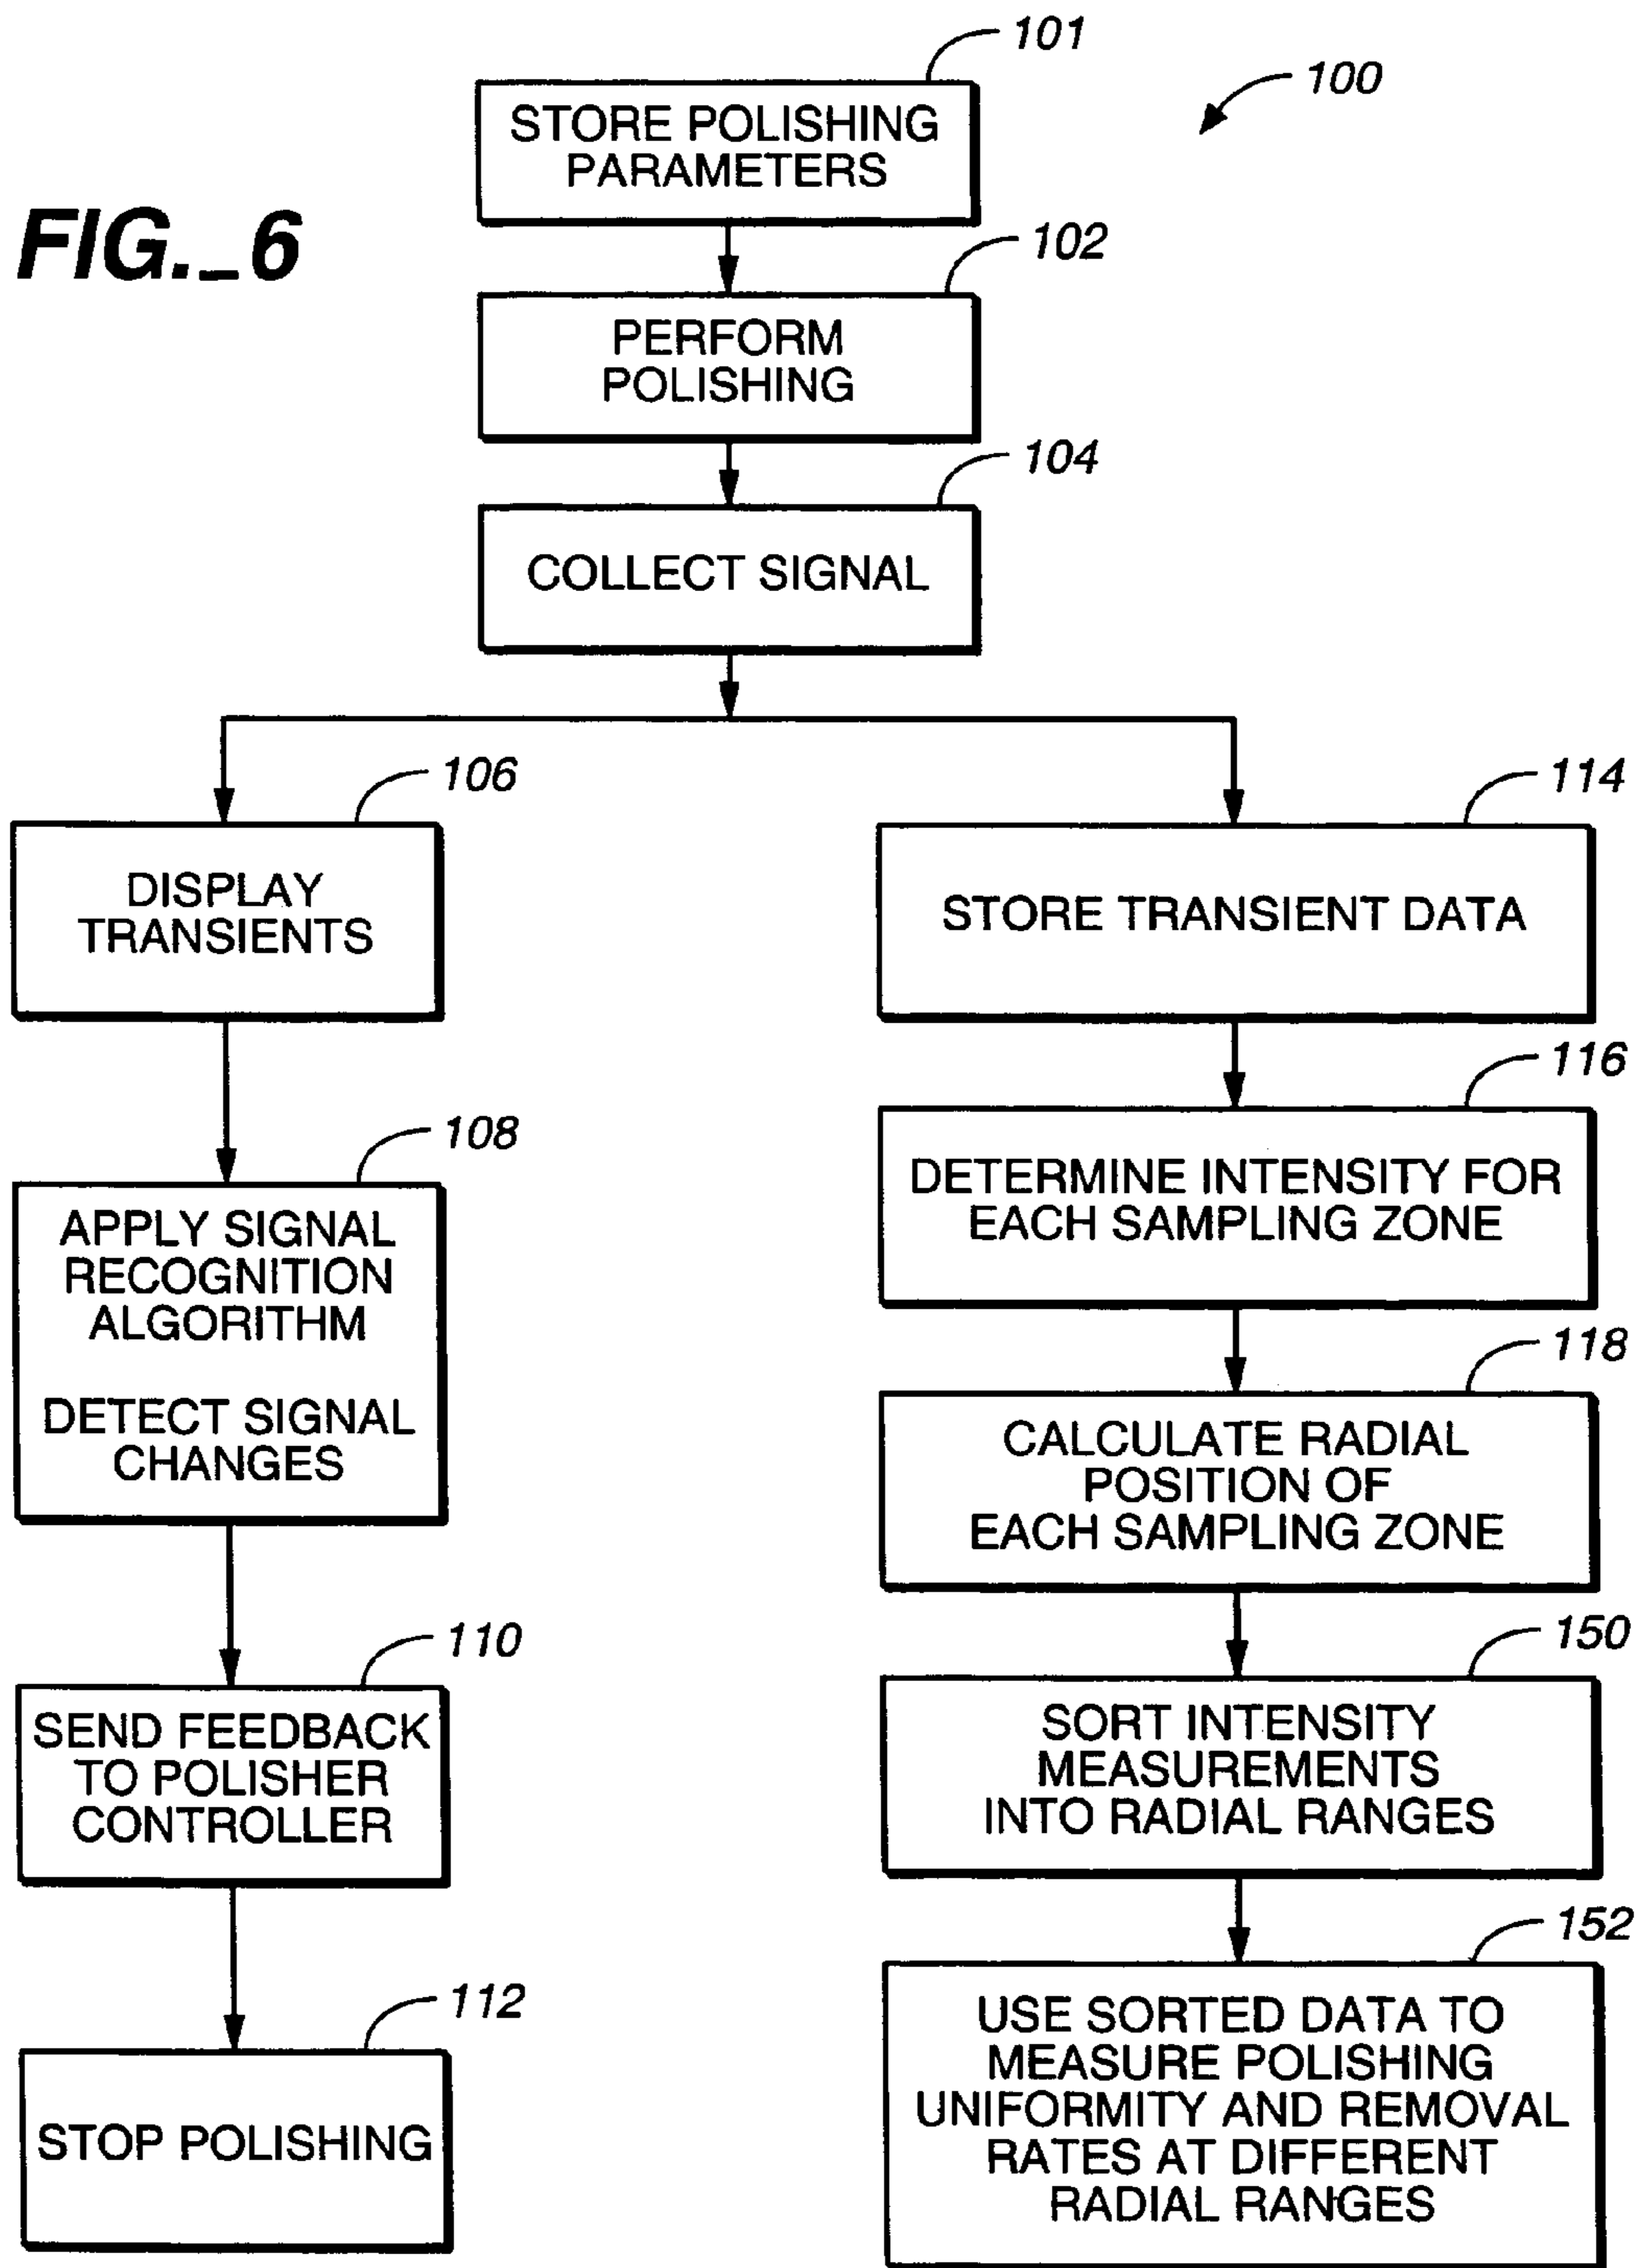 101
100
STORE POLISHING
PARAMETERS
FIG._6
102
PERFORM
POLISHING
104
COLLECT SIGNAL
106
DISPLAY
TRANSIENTS
108
APPLY SIGNAL
RECOGNITION
ALGORITHM
DETECT SIGNAL
CHANGES
110
SEND FEEDBACK
TO POLISHER
CONTROLLER
112
STOP POLISHING
114
STORE TRANSIENT DATA
116
DETERMINE INTENSITY FOR
EACH SAMPLING ZONE
118
CALCULATE RADIAL
POSITION OF
EACH SAMPLING ZONE
150
SORT INTENSITY
MEASUREMENTS
INTO RADIAL RANGES
152
USE SORTED DATA TO
MEASURE POLISHING
UNIFORMITY AND REMOVAL
RATES AT DIFFERENT
RADIAL RANGES